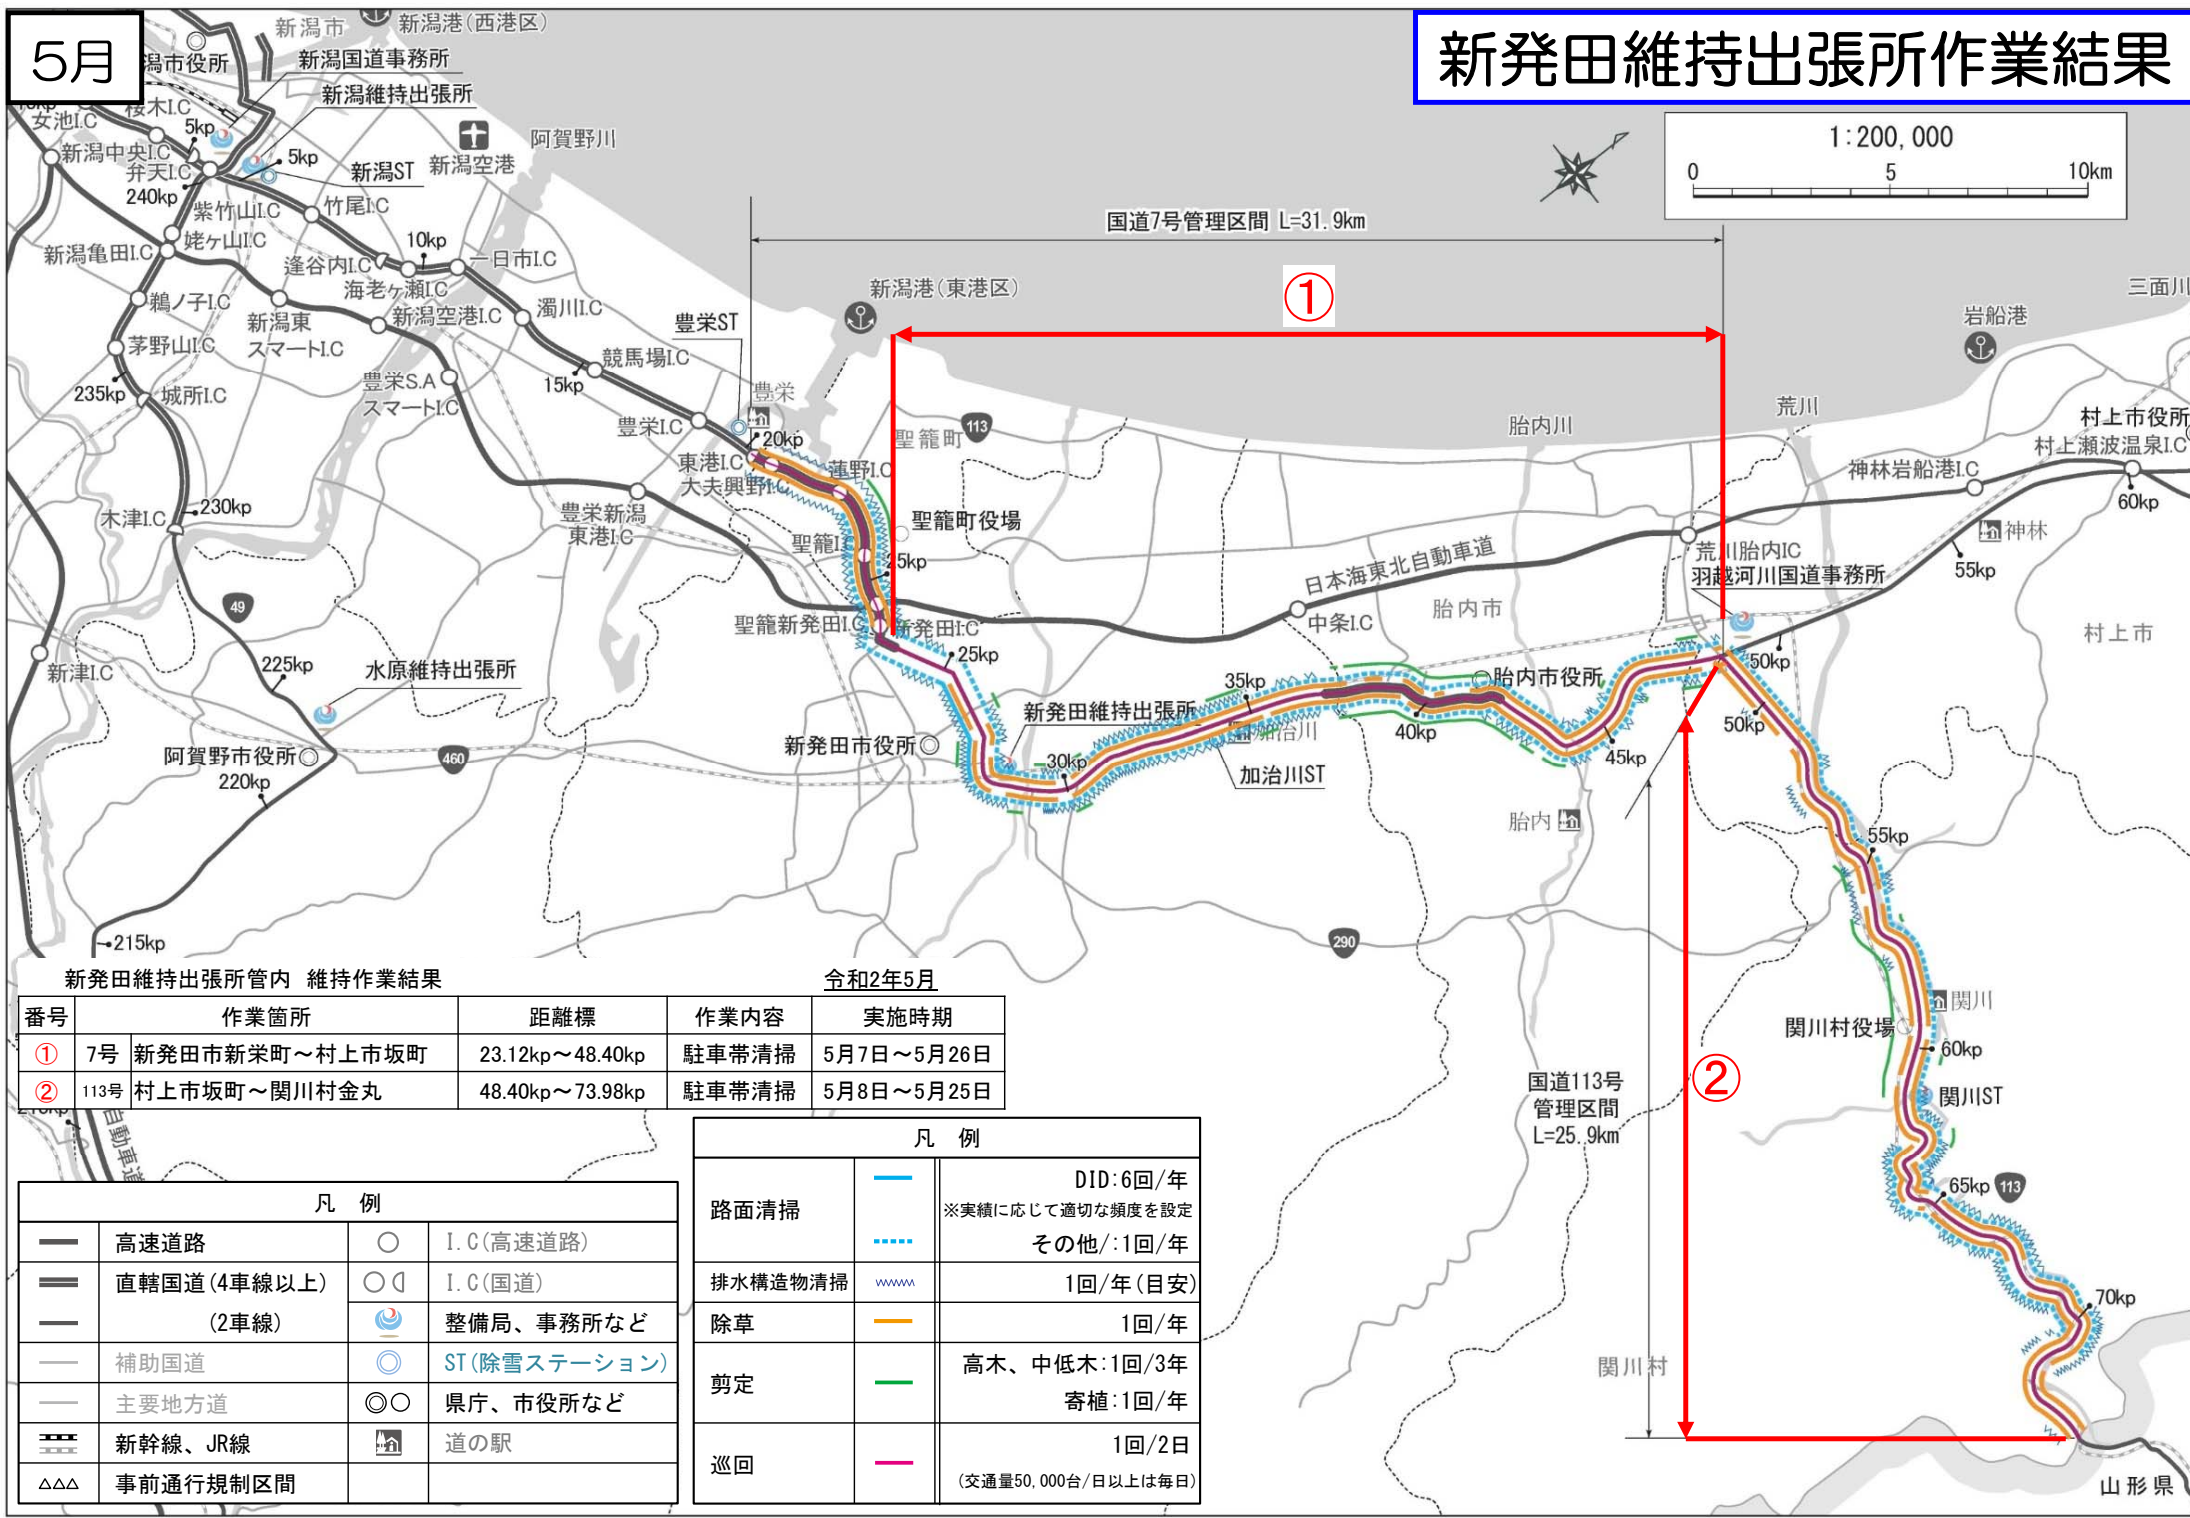 5月
新発田維持出張所作業結果
1:200,000
0 5 10km
新潟市
新潟港(西港区)
潟市役所
新潟国道事務所
新潟維持出張所
新潟ST
新潟空港
阿賀野川
桜木I.C
女池I.C
5kp
新潟中央I.C
弁天I.C
5kp
240kp
紫竹山I.C
竹尾I.C
姥ヶ山I.C
新潟亀田I.C
10kp
逢谷内I.C
一日市I.C
海老ヶ瀬I.C
鵜ノ子I.C
新潟東
スマートI.C
新潟空港I.C
濁川I.C
茅野山I.C
競馬場I.C
15kp
235kp
城所I.C
豊栄S.A
スマートI.C
豊栄I.C
豊栄ST
豊栄
20kp
東港I.C
大夫興野I.C
蓮野I.C
国道7号管理区間 L=31.9km
①
新潟港(東港区)
聖籠町
113
聖籠町役場
聖籠I.
25kp
豊栄新潟
東港I.C
聖籠新発田I.C
新発田I.C
25kp
木津I.C
230kp
49
新津I.C
225kp
水原維持出張所
阿賀野市役所
220kp
460
215kp
新発田市役所
新発田維持出張所
30kp
35kp
加治川
加治川ST
40kp
胎内市役所
45kp
胎内
胎内川
荒川
岩船港
三面川
村上市役所
村上瀬波温泉I.C
60kp
神林岩船港I.C
神林
55kp
荒川胎内IC
羽越河川国道事務所
日本海東北自動車道
中条I.C
胎内市
村上市
50kp
50kp
55kp
290
関川
関川村役場
60kp
関川ST
国道113号
管理区間
L=25.9km
②
65kp
113
70kp
関川村
山形県
自動車道
新発田維持出張所管内 維持作業結果 令和2年5月
番号 作業箇所 距離標 作業内容 実施時期
① 7号 新発田市新栄町～村上市坂町 23.12kp～48.40kp 駐車帯清掃 5月7日～5月26日
② 113号 村上市坂町～関川村金丸 48.40kp～73.98kp 駐車帯清掃 5月8日～5月25日
凡 例
高速道路 I.C(高速道路)
直轄国道(4車線以上) I.C(国道)
(2車線) 整備局、事務所など
補助国道 ST(除雪ステーション)
主要地方道 県庁、市役所など
新幹線、JR線 道の駅
事前通行規制区間
凡 例
路面清掃 DID:6回/年
※実績に応じて適切な頻度を設定
その他/:1回/年
排水構造物清掃 1回/年(目安)
除草 1回/年
剪定 高木、中低木:1回/3年
寄植:1回/年
巡回 1回/2日
(交通量50,000台/日以上は毎日)